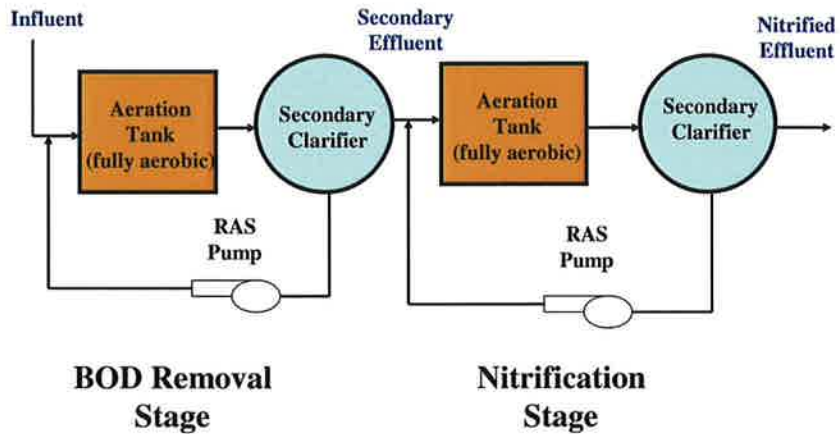 Influent
Secondary
Effluent
Nitrified
Effluent
Aeration
Tank
(fully aerobic)
Secondary
Clarifier
Aeration
Tank
(fully aerobic)
Secondary
Clarifier
RAS
Pump
RAS
Pump
BOD Removal
Stage
Nitrification
Stage